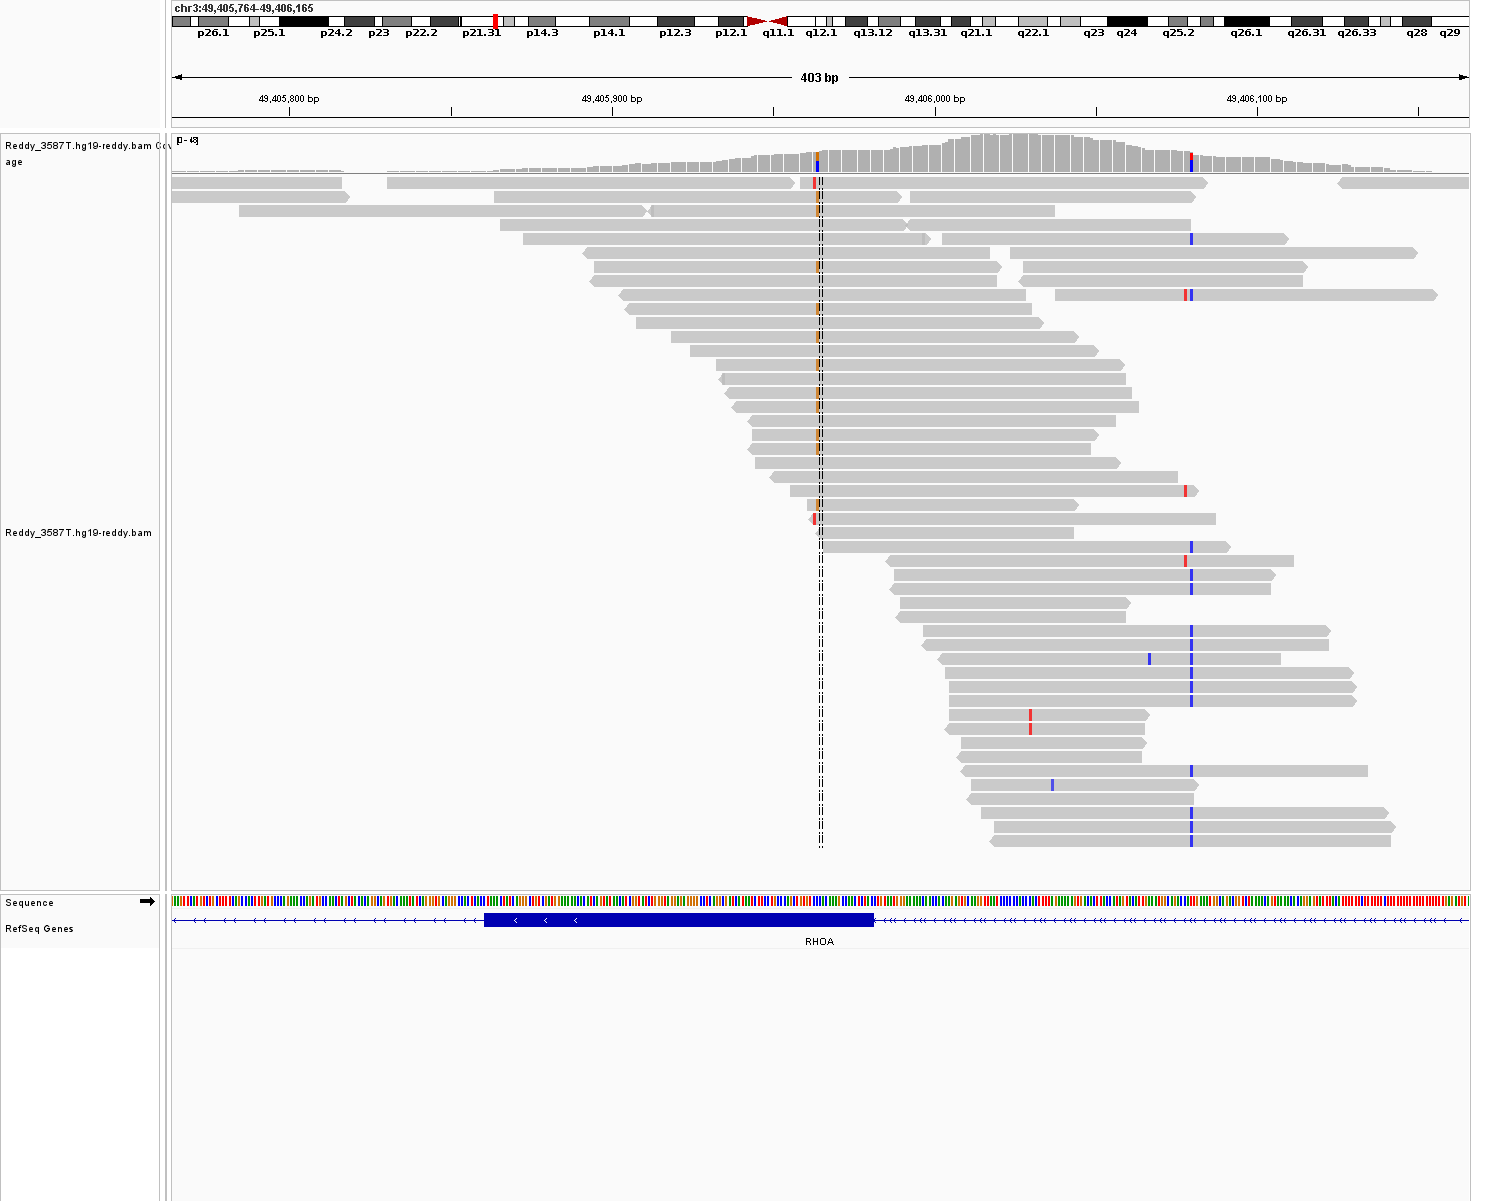 chr3:49,405,764-49,406,165
p26.1 p25.1 p24.2 p23 p22.2 p21.31 p14.3 p14.1 p12.3 p12.1 q11.1 q12.1 q13.12 q13.31 q21.1 q22.1 q23 q24 q25.2 q26.1 q26.31 q26.33 q28 q29
403 bp
49,405,800 bp 49,405,900 bp 49,406,000 bp 49,406,100 bp
Reddy_3587T.hg19-reddy.bam Cov
age
Reddy_3587T.hg19-reddy.bam
Sequence
RefSeq Genes
RHOA